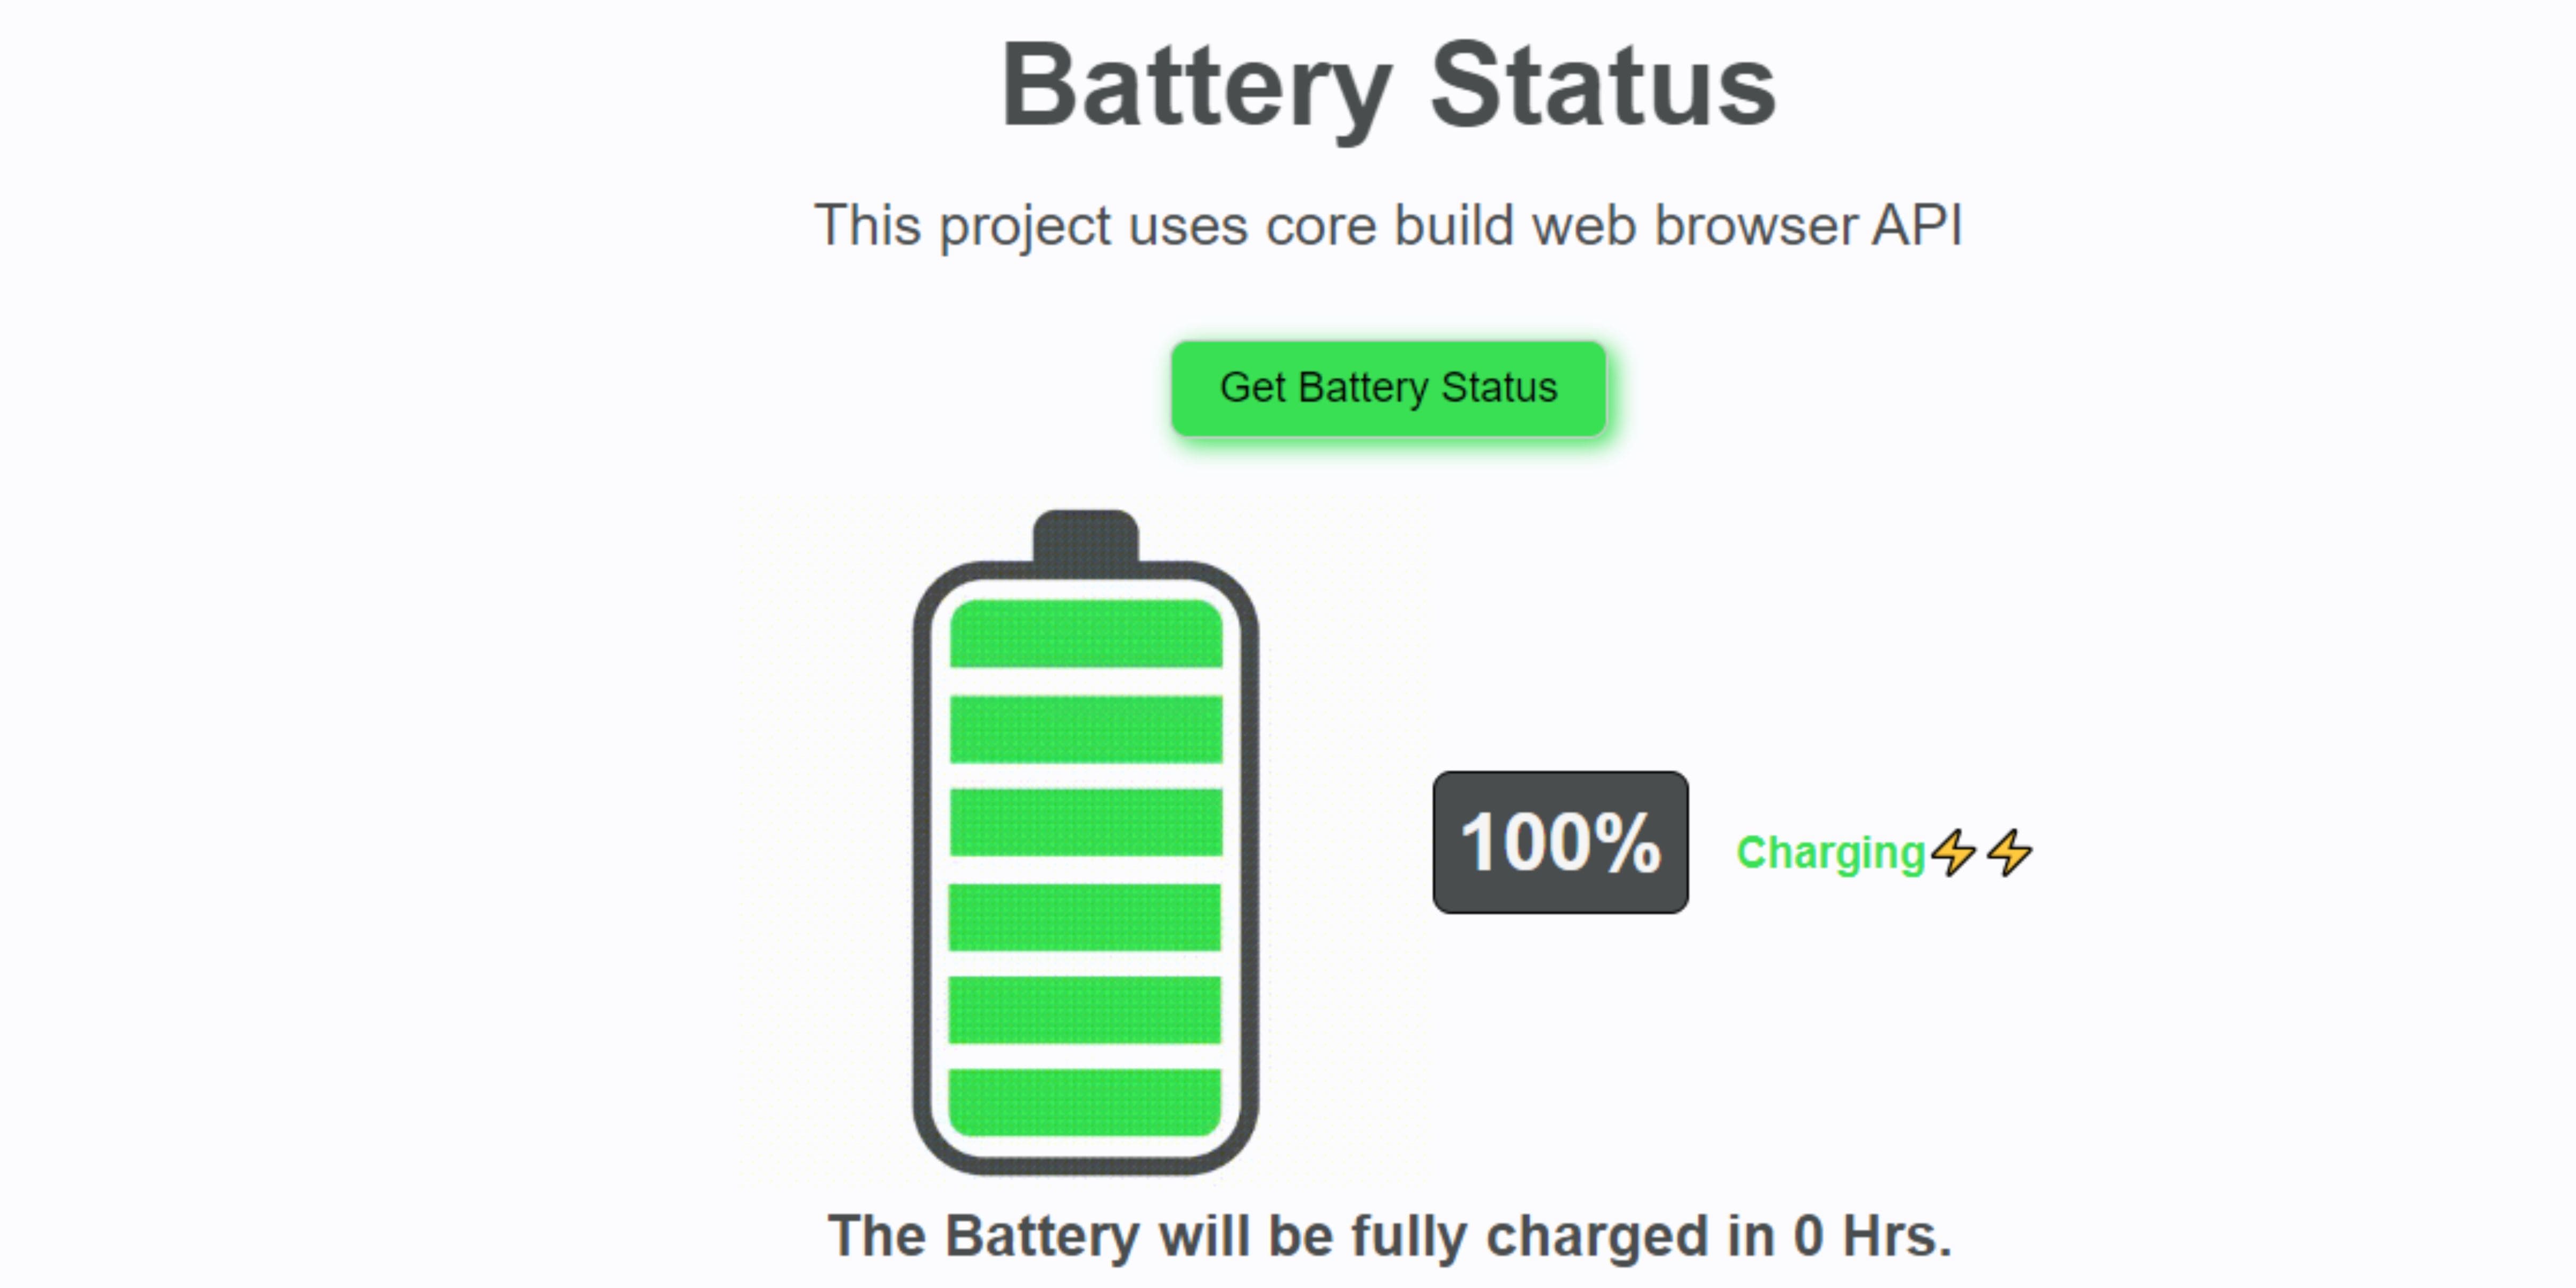 Battery Status
This project uses core build web browser API
Get Battery Status
100%
Charging⚡⚡
The Battery will be fully charged in 0 Hrs.